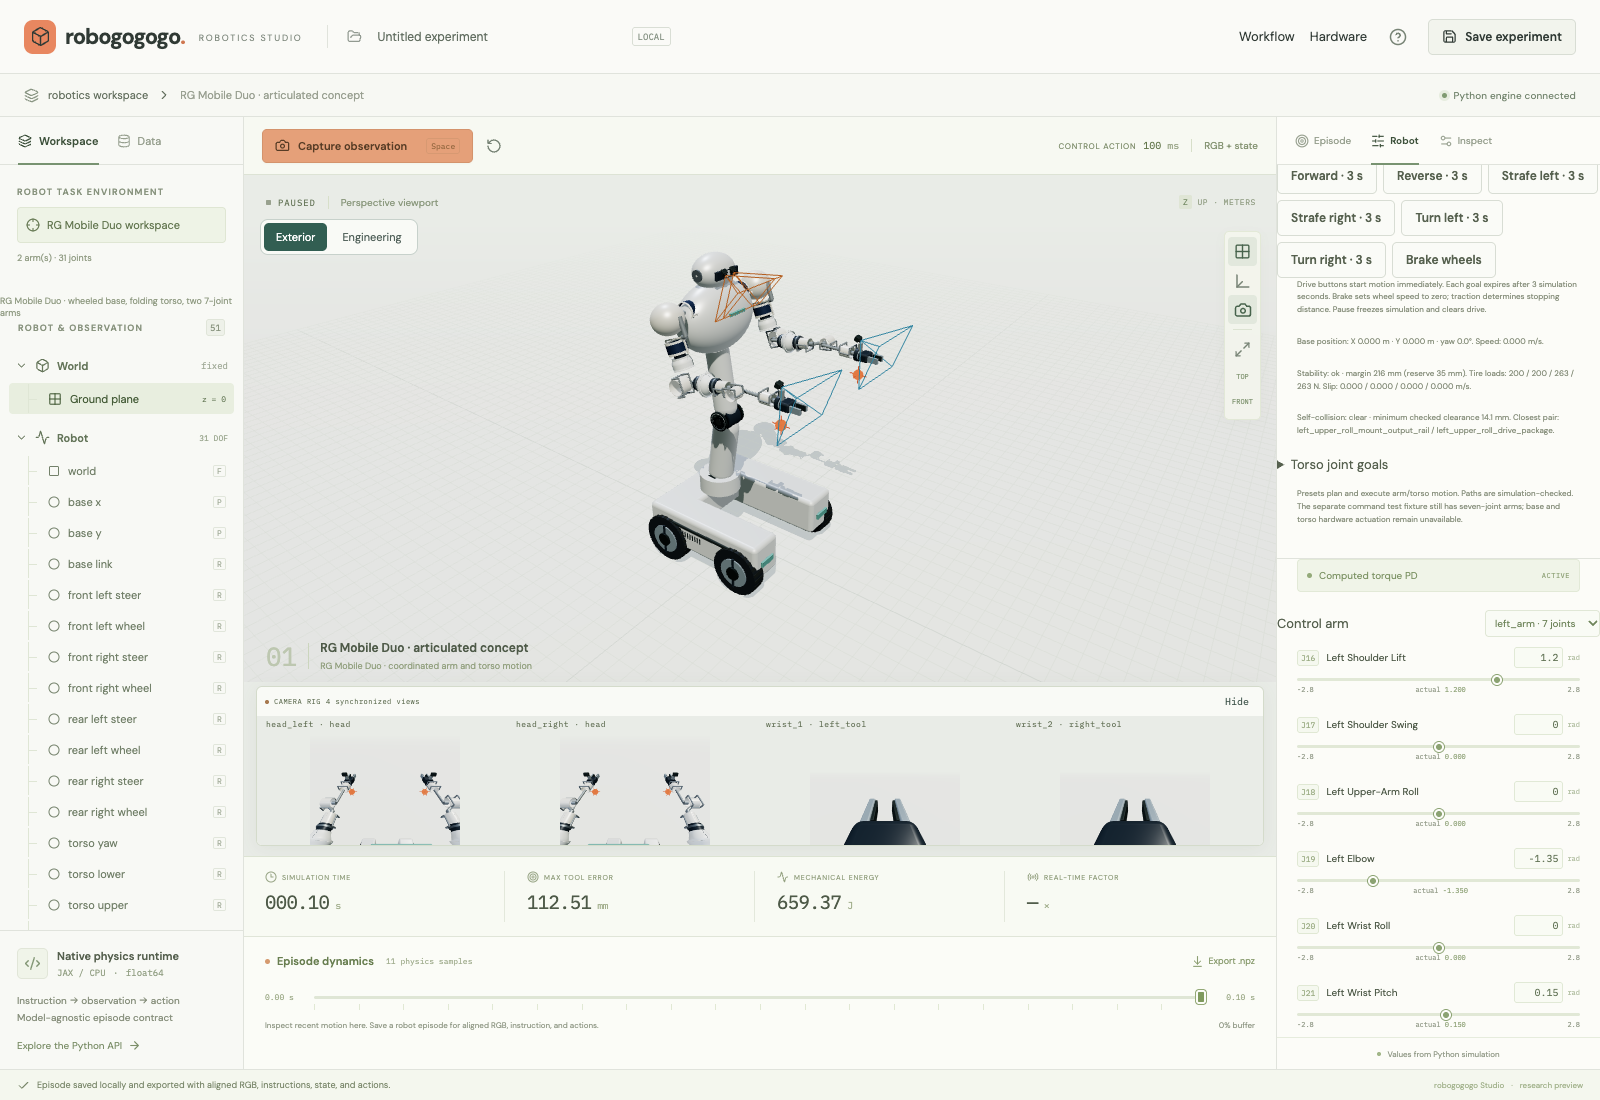 robogogogo. ROBOTICS STUDIO
Untitled experiment
LOCAL
Workflow
Hardware
Save experiment
robotics workspace
RG Mobile Duo · articulated concept
Python engine connected
Workspace
Data
ROBOT TASK ENVIRONMENT
RG Mobile Duo workspace
2 arm(s) · 31 joints
RG Mobile Duo · wheeled base, folding torso, two 7-joint
arms
ROBOT & OBSERVATION 51
World fixed
Ground plane z = 0
Robot 31 DOF
world F
base x P
base y P
base link R
front left steer R
front left wheel R
front right steer R
front right wheel R
rear left steer R
rear left wheel R
rear right steer R
rear right wheel R
torso yaw R
torso lower R
torso upper R
Native physics runtime
JAX / CPU · float64
Instruction → observation → action
Model-agnostic episode contract
Explore the Python API →
Capture observation Space
CONTROL ACTION 100 ms
RGB + state
PAUSED
Perspective viewport
Z UP · METERS
Exterior
Engineering
TOP
FRONT
01
RG Mobile Duo · articulated concept
RG Mobile Duo · coordinated arm and torso motion
CAMERA RIG 4 synchronized views
Hide
head_left · head
head_right · head
wrist_1 · left_tool
wrist_2 · right_tool
SIMULATION TIME
000.10 s
MAX TOOL ERROR
112.51 mm
MECHANICAL ENERGY
659.37 J
REAL-TIME FACTOR
— ×
Episode dynamics 11 physics samples
Export .npz
0.00 s
0.10 s
Inspect recent motion here. Save a robot episode for aligned RGB, instruction, and actions.
0% buffer
Episode
Robot
Inspect
Forward · 3 s
Reverse · 3 s
Strafe left · 3 s
Strafe right · 3 s
Turn left · 3 s
Turn right · 3 s
Brake wheels
Drive buttons start motion immediately. Each goal expires after 3 simulation
seconds. Brake sets wheel speed to zero; traction determines stopping
distance. Pause freezes simulation and clears drive.
Base position: X 0.000 m · Y 0.000 m · yaw 0.0°. Speed: 0.000 m/s.
Stability: ok · margin 216 mm (reserve 35 mm). Tire loads: 200 / 200 / 263 /
263 N. Slip: 0.000 / 0.000 / 0.000 / 0.000 m/s.
Self-collision: clear · minimum checked clearance 14.1 mm. Closest pair:
left_upper_roll_mount_output_rail / left_upper_roll_drive_package.
Torso joint goals
Presets plan and execute arm/torso motion. Paths are simulation-checked.
The separate command test fixture still has seven-joint arms; base and
torso hardware actuation remain unavailable.
Computed torque PD ACTIVE
Control arm
left_arm · 7 joints
J16 Left Shoulder Lift 1.2 rad
-2.8 actual 1.200 2.8
J17 Left Shoulder Swing 0 rad
-2.8 actual 0.000 2.8
J18 Left Upper-Arm Roll 0 rad
-2.8 actual 0.000 2.8
J19 Left Elbow -1.35 rad
-2.8 actual -1.350 2.8
J20 Left Wrist Roll 0 rad
-2.8 actual 0.000 2.8
J21 Left Wrist Pitch 0.15 rad
-2.8 actual 0.150 2.8
Values from Python simulation
Episode saved locally and exported with aligned RGB, instructions, state, and actions.
robogogogo Studio · research preview